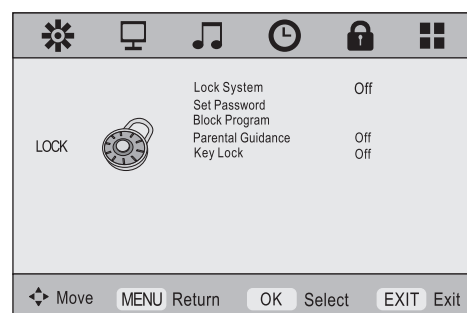 Lock System Off
Set Password
Block Program
LOCK
Parental Guidance Off
Key Lock Off
Move MENU Return OK Select EXIT Exit